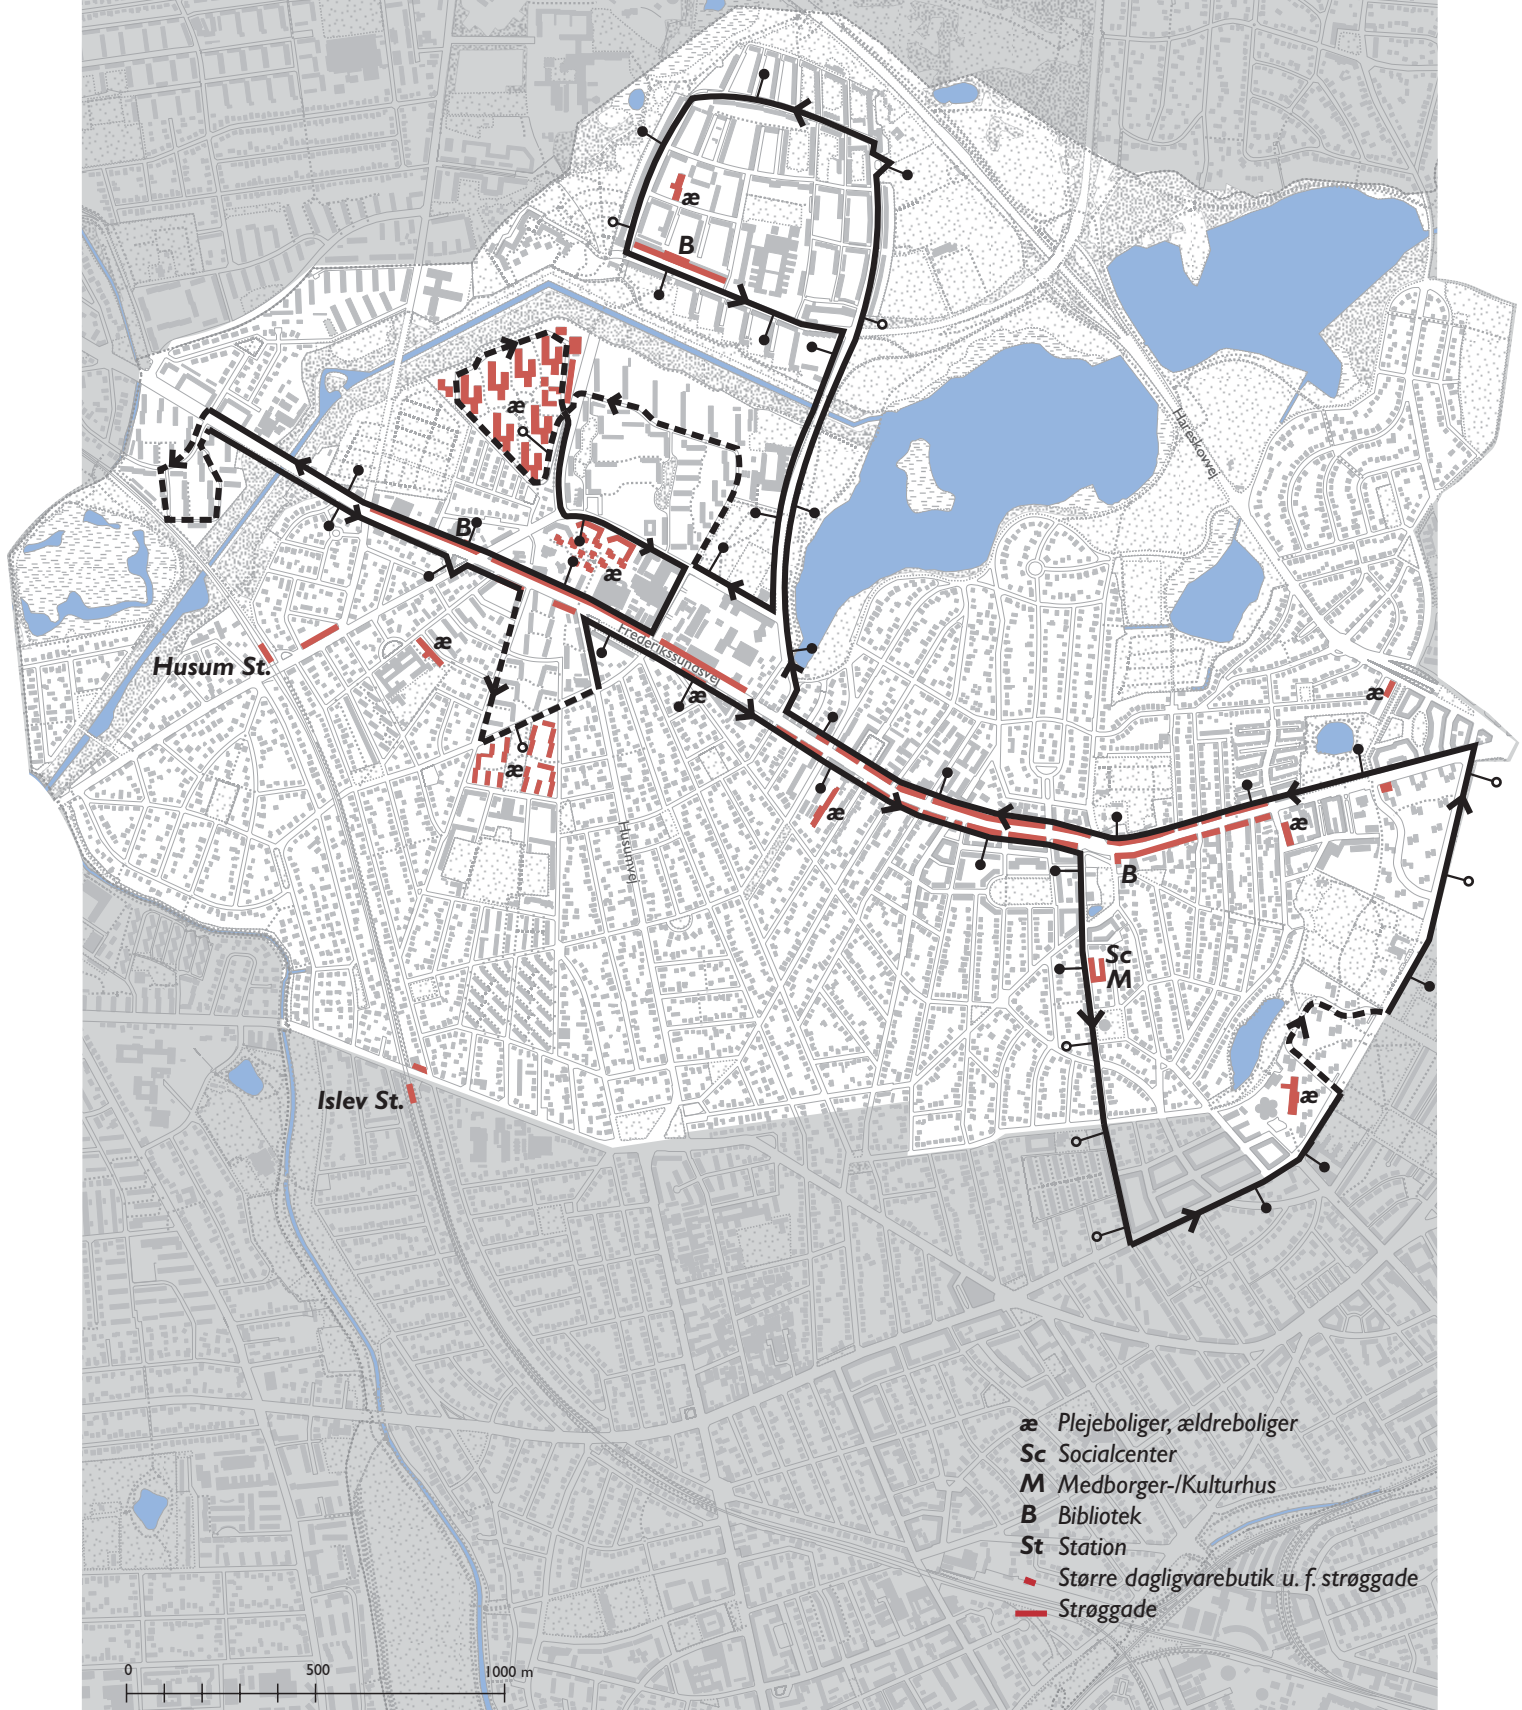 æ
B
Hareskovvej
æ
B
æ
æ
Husum St.
Frederikssundsvej
æ
æ
æ
æ
æ
Husumvej
B
Sc
M
æ
Islev St.
æ Plejeboliger, ældreboliger
Sc Socialcenter
M Medborger-/Kulturhus
B Bibliotek
St Station
Større dagligvarebutik u. f. strøggade
Strøggade
0 500 1000 m